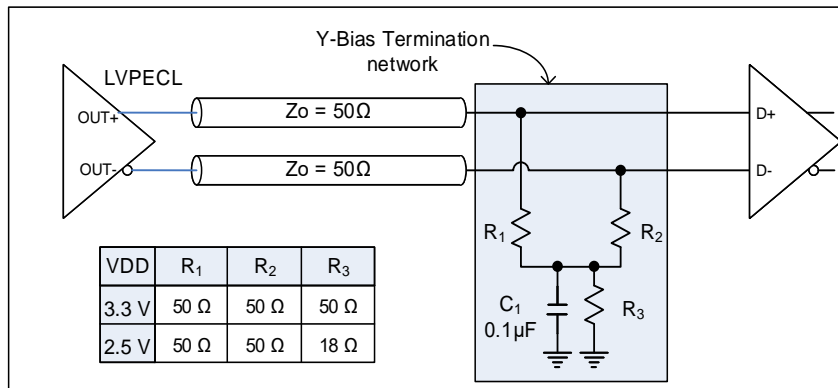 Y-Bias Termination
network
LVPECL
OUT+
OUT-
Zo = 50Ω
Zo = 50Ω
D+
D-
R1
R2
C1
0.1µF
R3
VDD R1 R2 R3
3.3 V 50 Ω 50 Ω 50 Ω
2.5 V 50 Ω 50 Ω 18 Ω